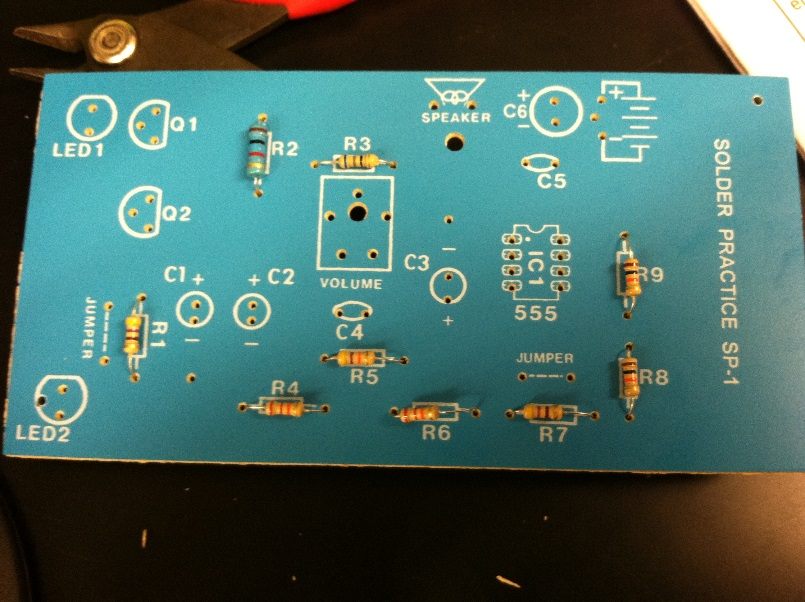 LED1
Q1
R2
R3
SPEAKER
+
C6
−
+
C5
Q2
VOLUME
C1 +
−
+ C2
−
C3
−
+
IC1
555
R9
SOLDER PRACTICE SP-1
JUMPER
R1
C4
R5
JUMPER
R8
LED2
R4
R6
R7